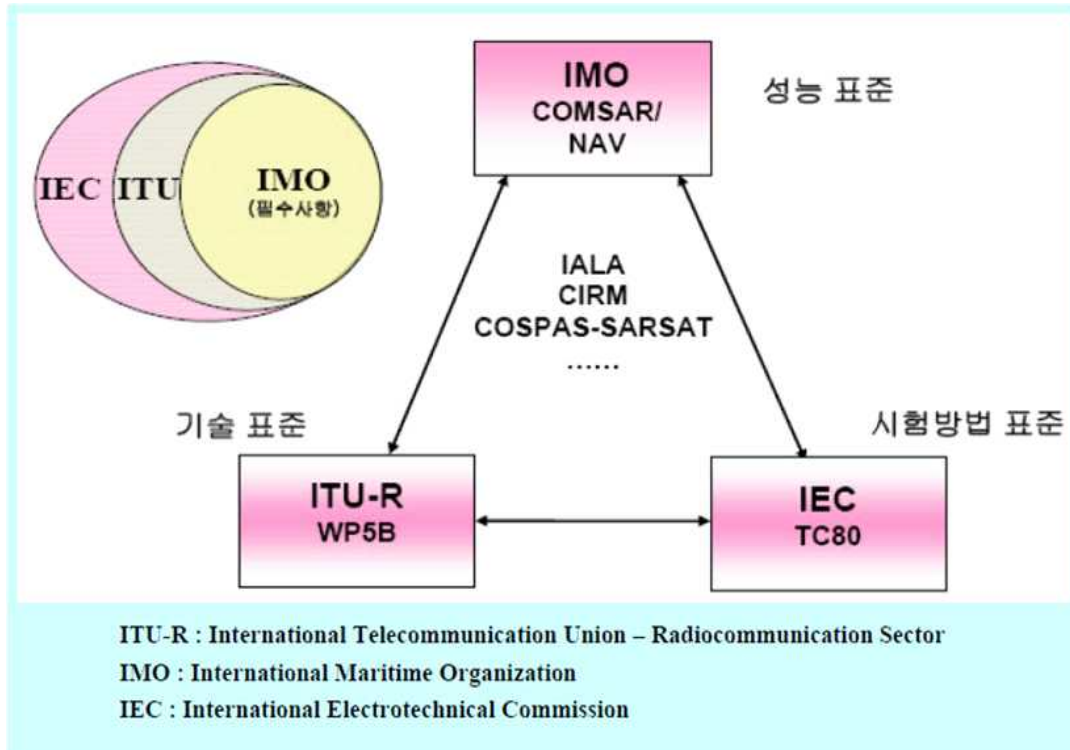 IMO
COMSAR/
NAV
성능 표준
IEC
ITU
IMO
(필수사항)
IALA
CIRM
COSPAS-SARSAT
······
기술 표준
시험방법 표준
ITU-R
WP5B
IEC
TC80
ITU-R : International Telecommunication Union – Radiocommunication Sector
IMO : International Maritime Organization
IEC : International Electrotechnical Commission